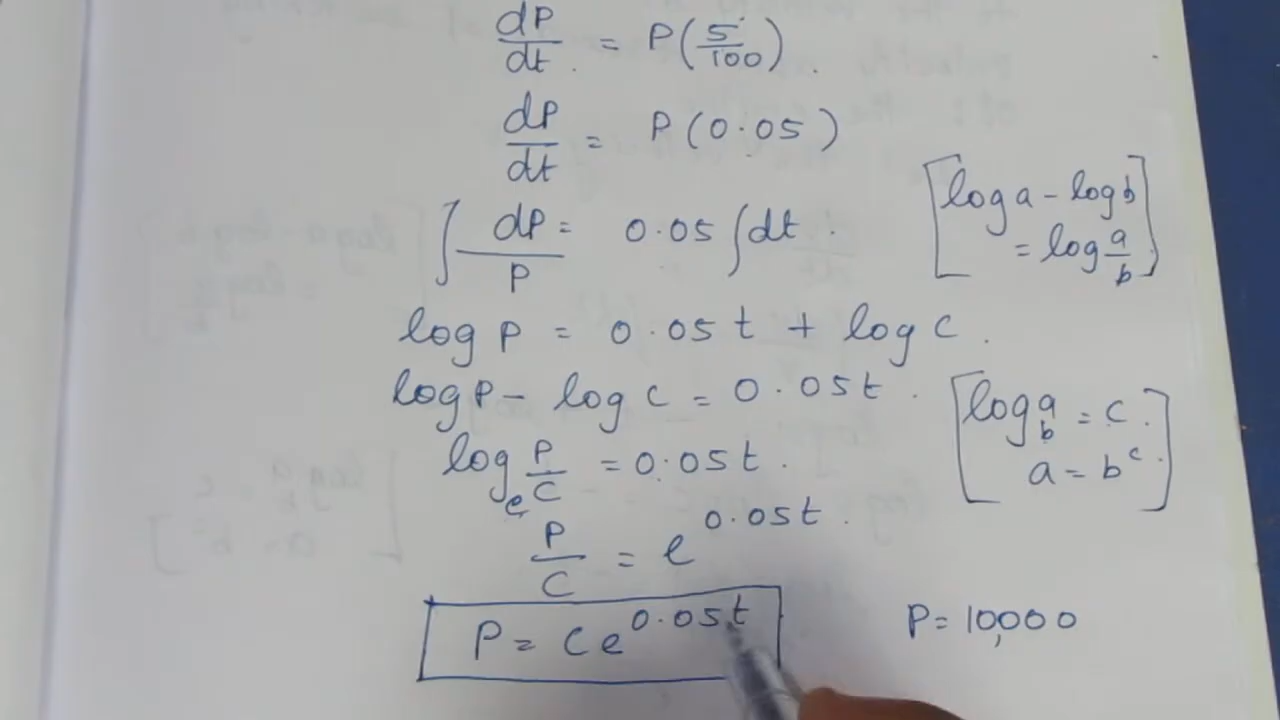 dP/dt = P(5/100)
dP/dt = P(0.05)
∫ dP/P = 0.05 ∫dt.
[log a - log b = log a/b]
log P = 0.05t + log C.
log P - log C = 0.05t.
[log_b a = c.
a = b^c.]
log_e P/C = 0.05t.
P/C = e^0.05t.
P = Ce^0.05t
P = 10,000